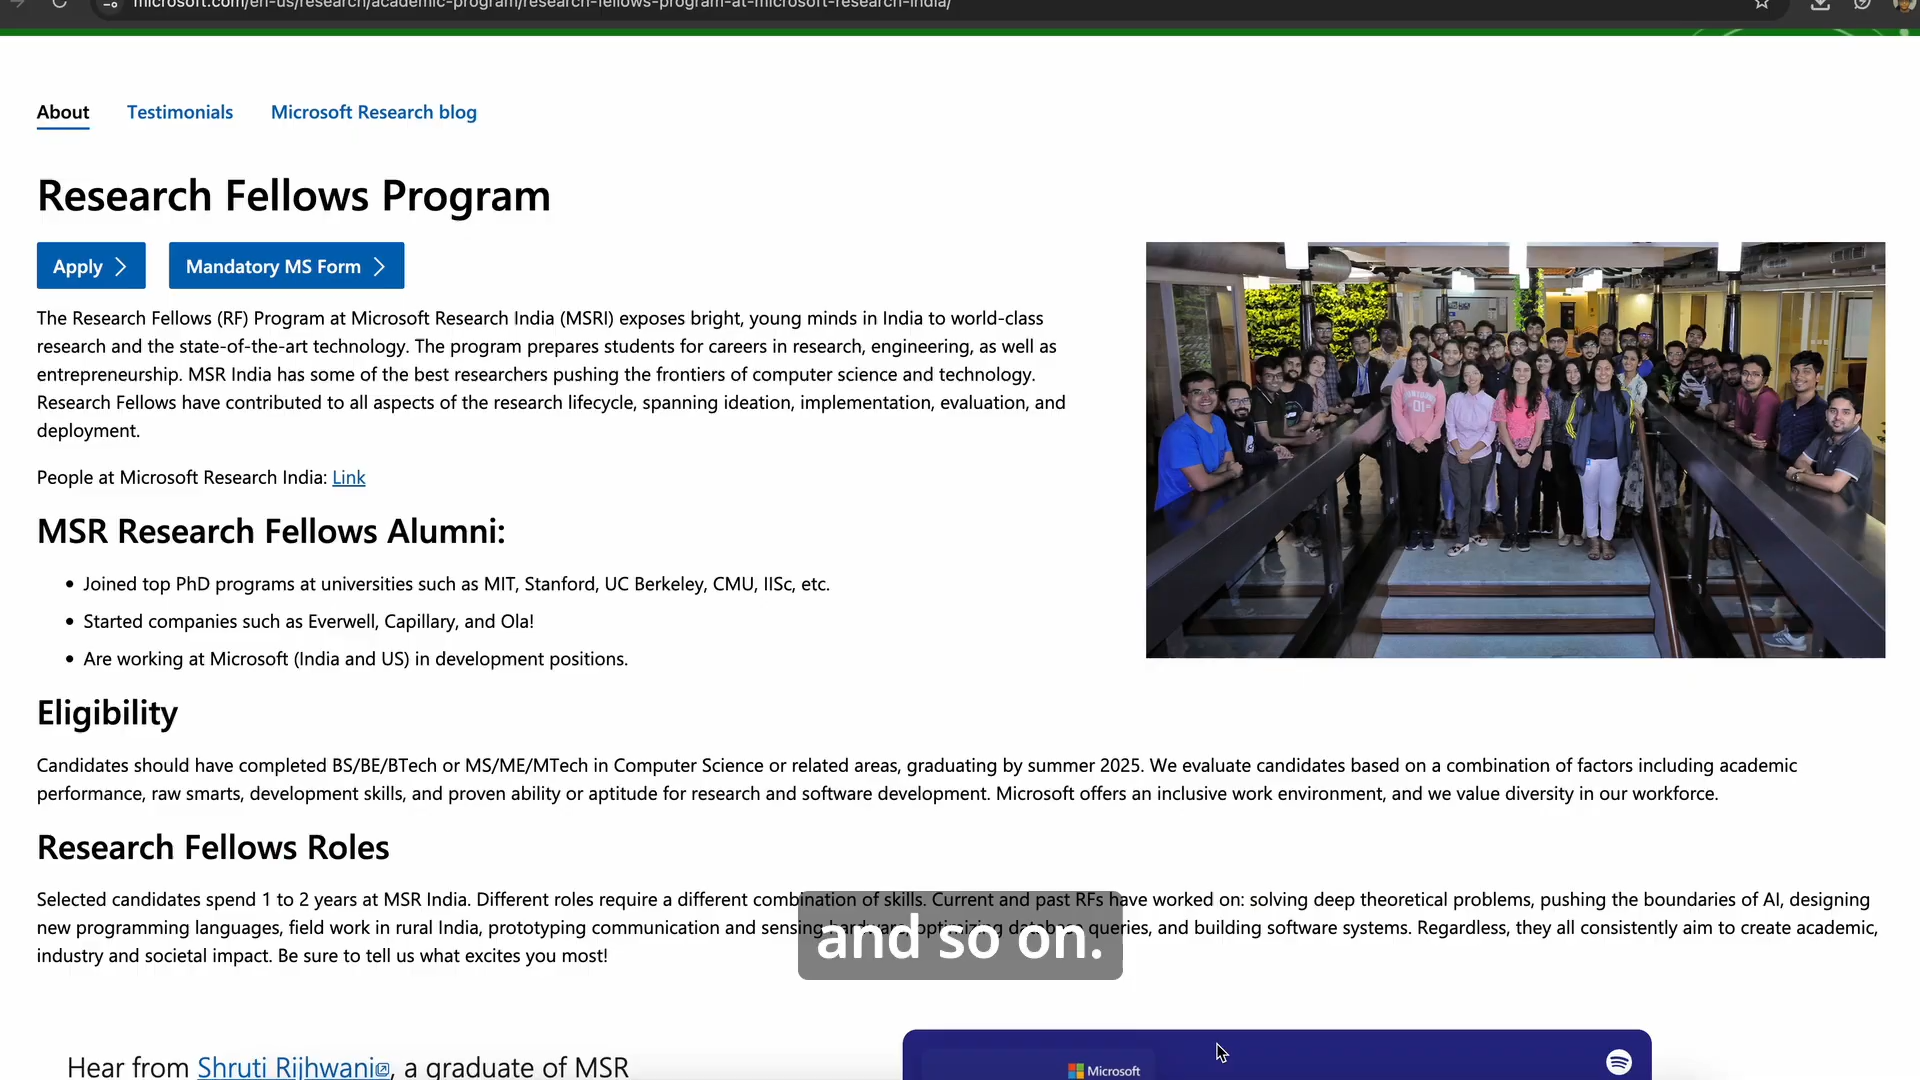 microsoft.com/en-us/research/academic-program/research-fellows-program-at-microsoft-research-india/
About
Testimonials
Microsoft Research blog
Research Fellows Program
Apply
Mandatory MS Form
The Research Fellows (RF) Program at Microsoft Research India (MSRI) exposes bright, young minds in India to world-class
research and the state-of-the-art technology. The program prepares students for careers in research, engineering, as well as
entrepreneurship. MSR India has some of the best researchers pushing the frontiers of computer science and technology.
Research Fellows have contributed to all aspects of the research lifecycle, spanning ideation, implementation, evaluation, and
deployment.
People at Microsoft Research India: Link
MSR Research Fellows Alumni:
• Joined top PhD programs at universities such as MIT, Stanford, UC Berkeley, CMU, IISc, etc.
• Started companies such as Everwell, Capillary, and Ola!
• Are working at Microsoft (India and US) in development positions.
Eligibility
Candidates should have completed BS/BE/BTech or MS/ME/MTech in Computer Science or related areas, graduating by summer 2025. We evaluate candidates based on a combination of factors including academic
performance, raw smarts, development skills, and proven ability or aptitude for research and software development. Microsoft offers an inclusive work environment, and we value diversity in our workforce.
Research Fellows Roles
Selected candidates spend 1 to 2 years at MSR India. Different roles require a different combination of skills. Current and past RFs have worked on: solving deep theoretical problems, pushing the boundaries of AI, designing
new programming languages, field work in rural India, prototyping communication and sensing hardware, optimizing database queries, and building software systems. Regardless, they all consistently aim to create academic,
industry and societal impact. Be sure to tell us what excites you most!
and so on.
Hear from Shruti Rijhwani, a graduate of MSR
Microsoft